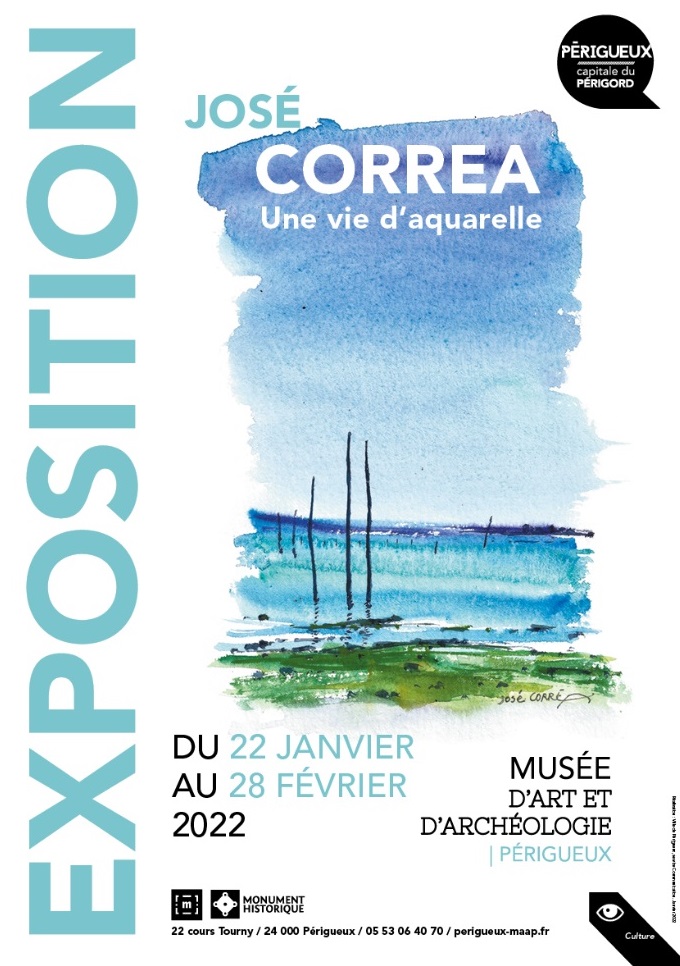 EXPOSITION
PÉRIGUEUX
capitale du
PÉRIGORD
JOSÉ
CORREA
Une vie d'aquarelle
JOSÉ CORRÉA
DU 22 JANVIER
AU 28 FÉVRIER
2022
MUSÉE
D'ART ET
D'ARCHÉOLOGIE
| PÉRIGUEUX
m
MONUMENT
HISTORIQUE
22 cours Tourny / 24 000 Périgueux / 05 53 06 40 70 / perigueux-maap.fr
Culture